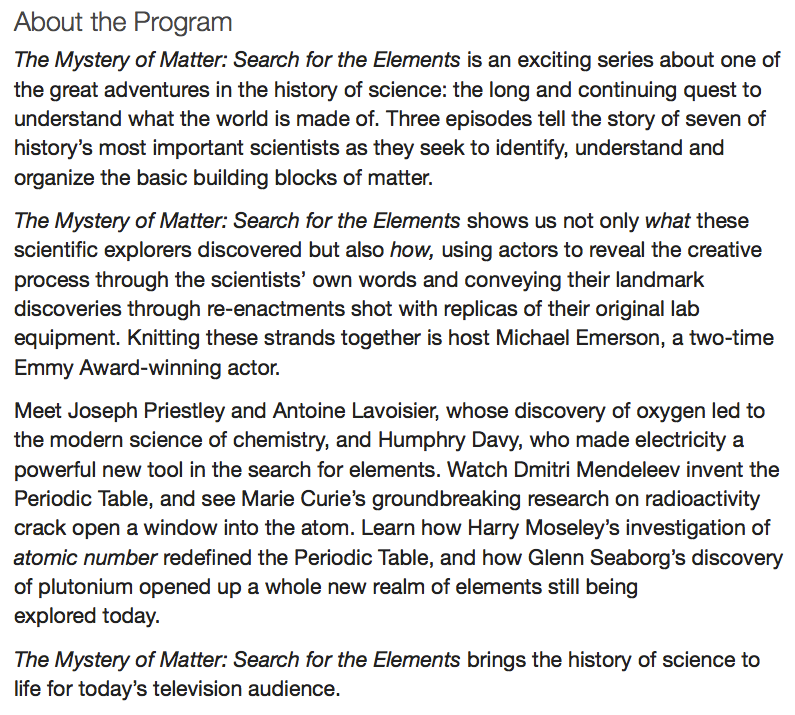 About the Program
The Mystery of Matter: Search for the Elements is an exciting series about one of
the great adventures in the history of science: the long and continuing quest to
understand what the world is made of. Three episodes tell the story of seven of
history’s most important scientists as they seek to identify, understand and
organize the basic building blocks of matter.
The Mystery of Matter: Search for the Elements shows us not only what these
scientific explorers discovered but also how, using actors to reveal the creative
process through the scientists’ own words and conveying their landmark
discoveries through re-enactments shot with replicas of their original lab
equipment. Knitting these strands together is host Michael Emerson, a two-time
Emmy Award-winning actor.
Meet Joseph Priestley and Antoine Lavoisier, whose discovery of oxygen led to
the modern science of chemistry, and Humphry Davy, who made electricity a
powerful new tool in the search for elements. Watch Dmitri Mendeleev invent the
Periodic Table, and see Marie Curie’s groundbreaking research on radioactivity
crack open a window into the atom. Learn how Harry Moseley’s investigation of
atomic number redefined the Periodic Table, and how Glenn Seaborg’s discovery
of plutonium opened up a whole new realm of elements still being
explored today.
The Mystery of Matter: Search for the Elements brings the history of science to
life for today’s television audience.